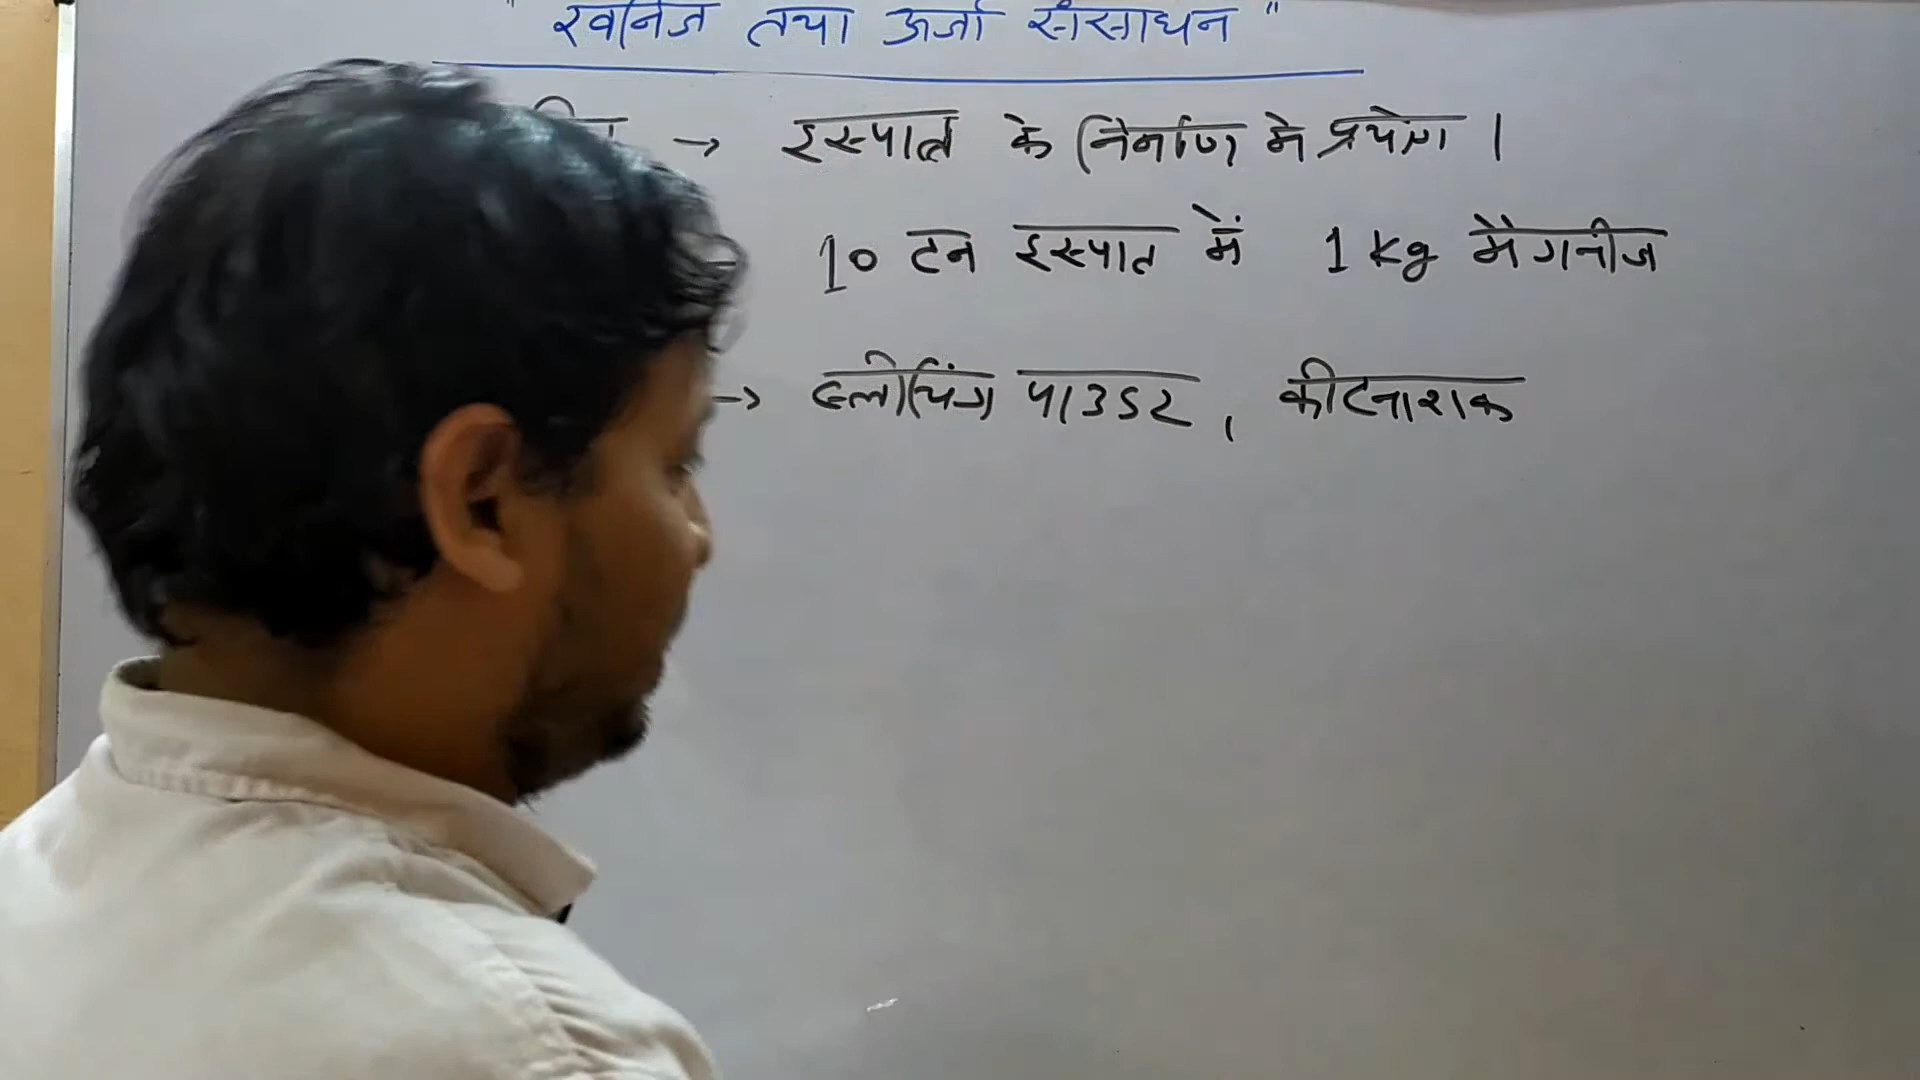 " खनिज तथा ऊर्जा संसाधन "
→ इस्पात के निर्माण मे प्रयोग ।
10 टन इस्पात में 1 kg मैगनीज
→ ब्लीचिंग पाउडर , कीटनाशक